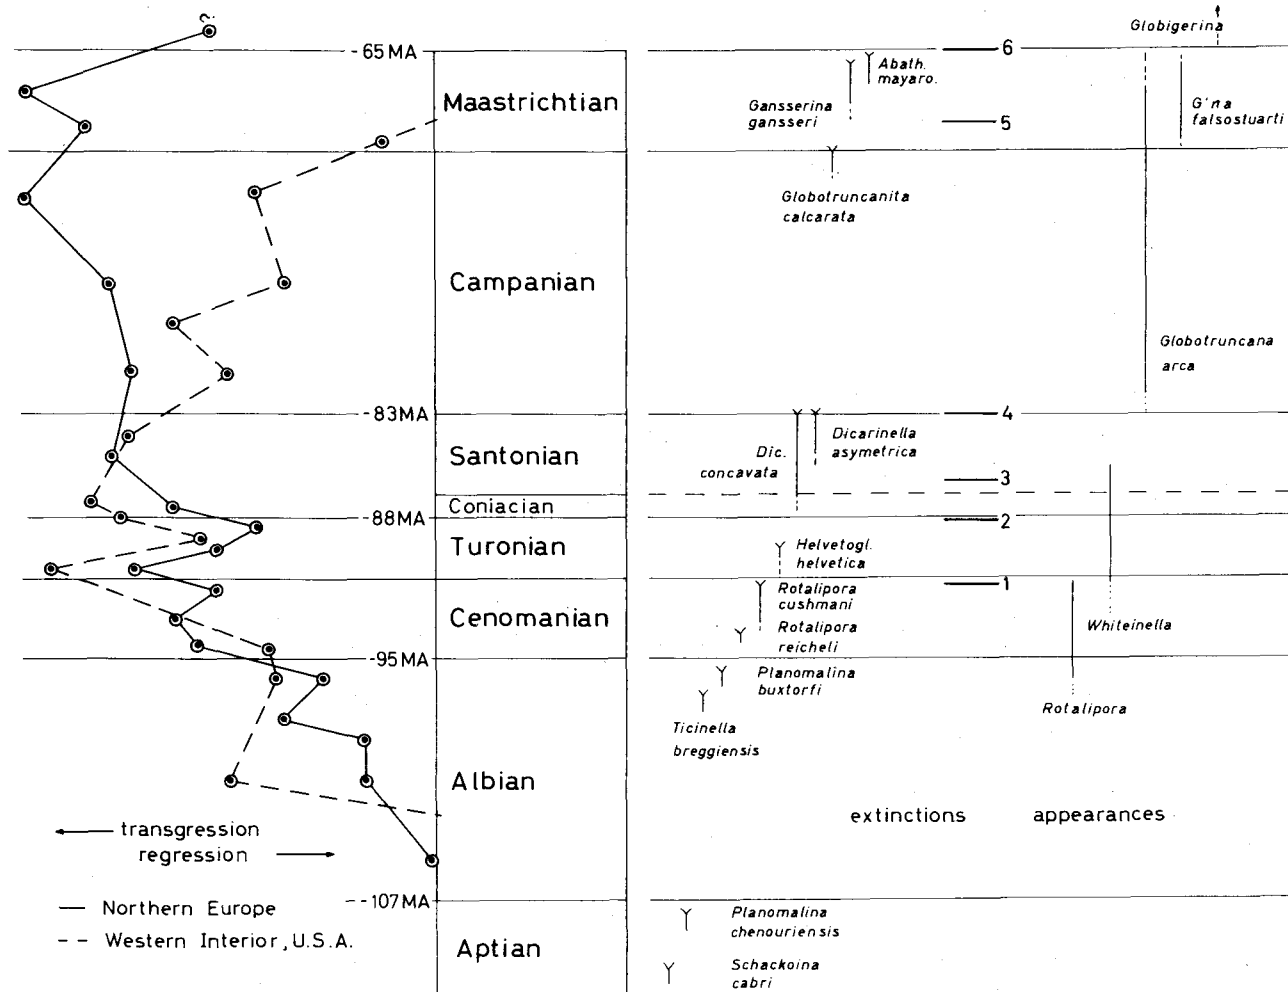 ?
-65 MA
Maastrichtian
Campanian
-83 MA
Santonian
Coniacian
-88 MA
Turonian
Cenomanian
-95 MA
Albian
-107 MA
Aptian
transgression
regression
Northern Europe
Western Interior, U.S.A.
Globigerina
6
Abath.
mayaro.
Gansserina
gansseri
5
G'na
falsostuarti
Globotruncanita
calcarata
Globotruncana
arca
4
Dicarinella
asymetrica
Dic.
concavata
3
2
Helvetogl.
helvetica
1
Rotalipora
cushmani
Rotalipora
reicheli
Whiteinella
Planomalina
buxtorfi
Rotalipora
Ticinella
breggiensis
extinctions appearances
Planomalina
chenouriensis
Schackoina
cabri